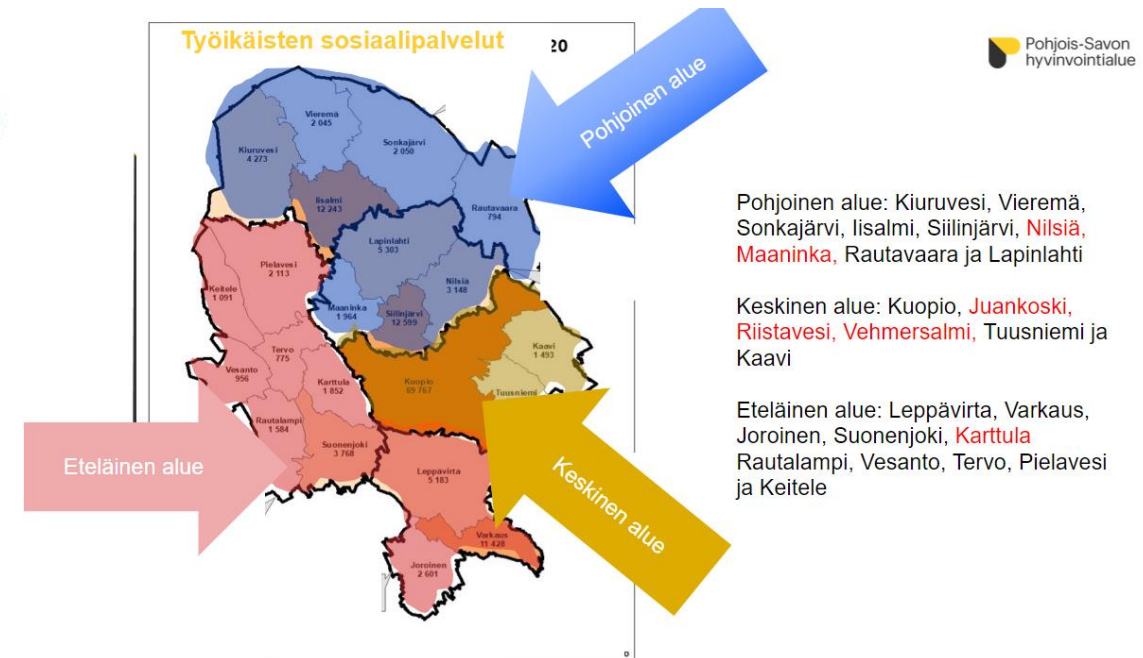 Työikäisten sosiaalipalvelut
20
Pohjois-Savon
hyvinvointialue
Pohjoinen alue
Vieremä
2 045
Sonkajärvi
2 050
Kiuruvesi
4 273
Iisalmi
12 243
Rautavaara
794
Lapinlahti
5 303
Pielavesi
2 113
Nilsiä
3 148
Keitele
1 091
Maaninka
1 964
Siilinjärvi
12 599
Kaavi
1 493
Tervo
775
Vesanto
956
Karttula
1 852
Kuopio
69 767
Tuusniemi
Rautalampi
1 584
Suonenjoki
3 768
Leppävirta
5 183
Eteläinen alue
Keskinen alue
Varkaus
11 428
Joroinen
2 601
Pohjoinen alue: Kiuruvesi, Vieremä,
Sonkajärvi, Iisalmi, Siilinjärvi, Nilsiä,
Maaninka, Rautavaara ja Lapinlahti
Keskinen alue: Kuopio, Juankoski,
Riistavesi, Vehmersalmi, Tuusniemi ja
Kaavi
Eteläinen alue: Leppävirta, Varkaus,
Joroinen, Suonenjoki, Karttula
Rautalampi, Vesanto, Tervo, Pielavesi
ja Keitele